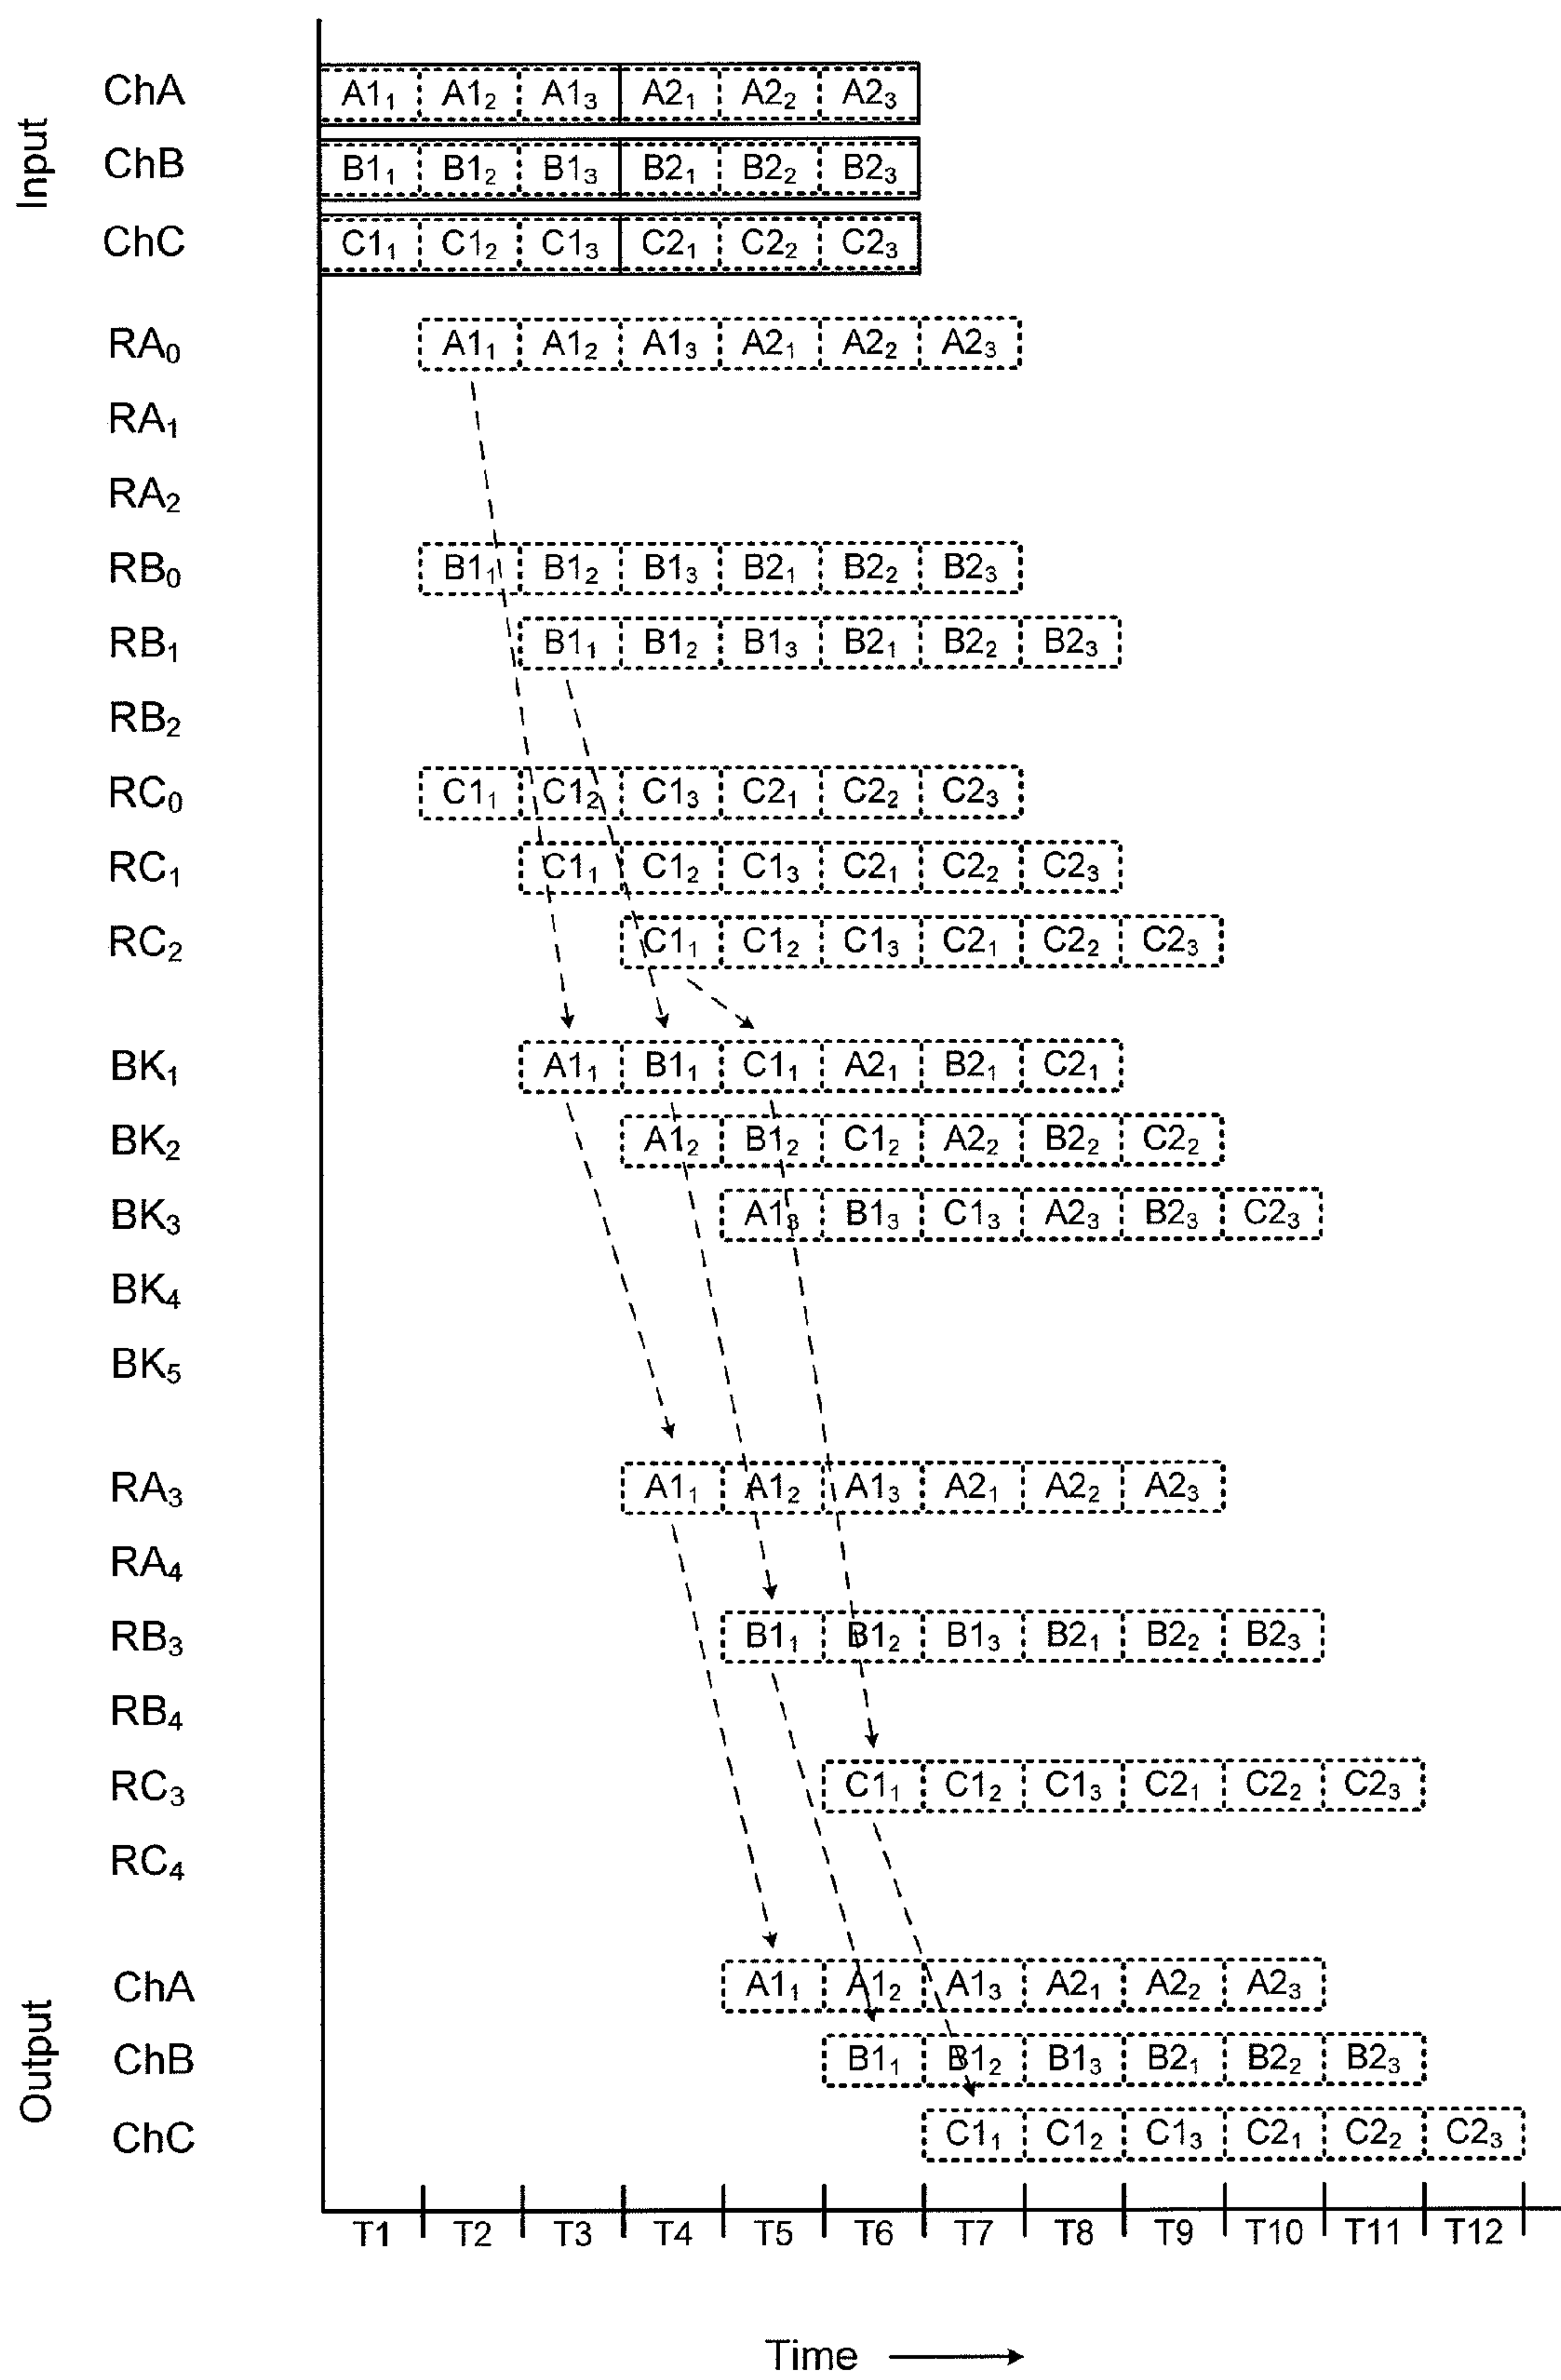 Input
ChA A1₁ A1₂ A1₃ A2₁ A2₂ A2₃
ChB B1₁ B1₂ B1₃ B2₁ B2₂ B2₃
ChC C1₁ C1₂ C1₃ C2₁ C2₂ C2₃
RA₀ A1₁ A1₂ A1₃ A2₁ A2₂ A2₃
RA₁
RA₂
RB₀ B1₁ B1₂ B1₃ B2₁ B2₂ B2₃
RB₁ B1₁ B1₂ B1₃ B2₁ B2₂ B2₃
RB₂
RC₀ C1₁ C1₂ C1₃ C2₁ C2₂ C2₃
RC₁ C1₁ C1₂ C1₃ C2₁ C2₂ C2₃
RC₂ C1₁ C1₂ C1₃ C2₁ C2₂ C2₃
BK₁ A1₁ B1₁ C1₁ A2₁ B2₁ C2₁
BK₂ A1₂ B1₂ C1₂ A2₂ B2₂ C2₂
BK₃ A1₃ B1₃ C1₃ A2₃ B2₃ C2₃
BK₄
BK₅
RA₃ A1₁ A1₂ A1₃ A2₁ A2₂ A2₃
RA₄
RB₃ B1₁ B1₂ B1₃ B2₁ B2₂ B2₃
RB₄
RC₃ C1₁ C1₂ C1₃ C2₁ C2₂ C2₃
RC₄
Output
ChA A1₁ A1₂ A1₃ A2₁ A2₂ A2₃
ChB B1₁ B1₂ B1₃ B2₁ B2₂ B2₃
ChC C1₁ C1₂ C1₃ C2₁ C2₂ C2₃
T1 T2 T3 T4 T5 T6 T7 T8 T9 T10 T11 T12
Time